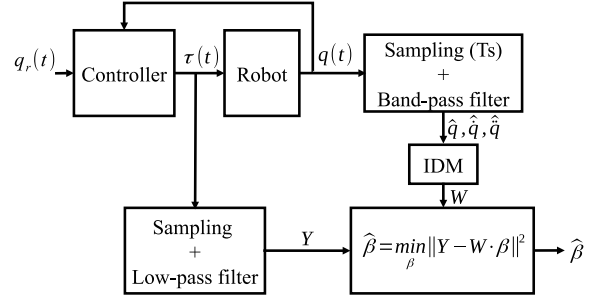 q_r(t)
Controller
τ(t)
Robot
q(t)
Sampling (Ts)
+
Band-pass filter
q̂, q̂̇, q̂̈
IDM
W
Sampling
+
Low-pass filter
Y
β̂ = min_β ||Y − W · β||²
β̂